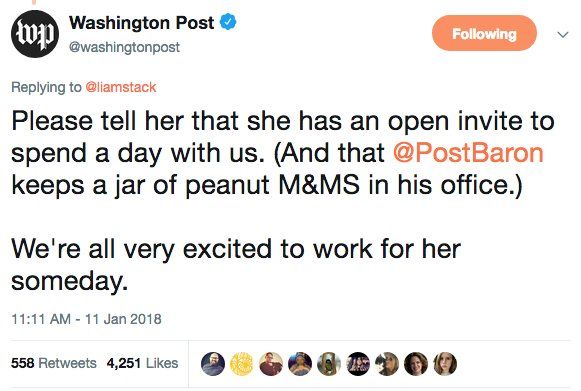 wp
Washington Post
@washingtonpost
Following
Replying to @liamstack
Please tell her that she has an open invite to
spend a day with us. (And that @PostBaron
keeps a jar of peanut M&MS in his office.)
We're all very excited to work for her
someday.
11:11 AM - 11 Jan 2018
558 Retweets 4,251 Likes